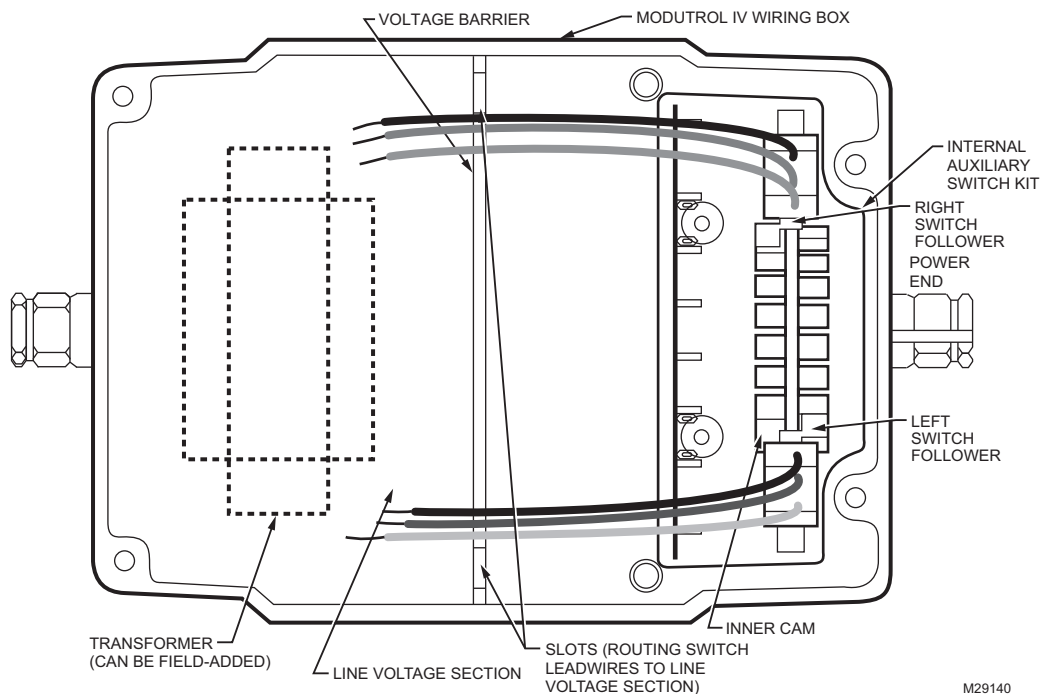 VOLTAGE BARRIER
MODUTROL IV WIRING BOX
INTERNAL
AUXILIARY
SWITCH KIT
RIGHT
SWITCH
FOLLOWER
POWER
END
LEFT
SWITCH
FOLLOWER
INNER CAM
TRANSFORMER
(CAN BE FIELD-ADDED)
LINE VOLTAGE SECTION
SLOTS (ROUTING SWITCH
LEADWIRES TO LINE
VOLTAGE SECTION)
M29140